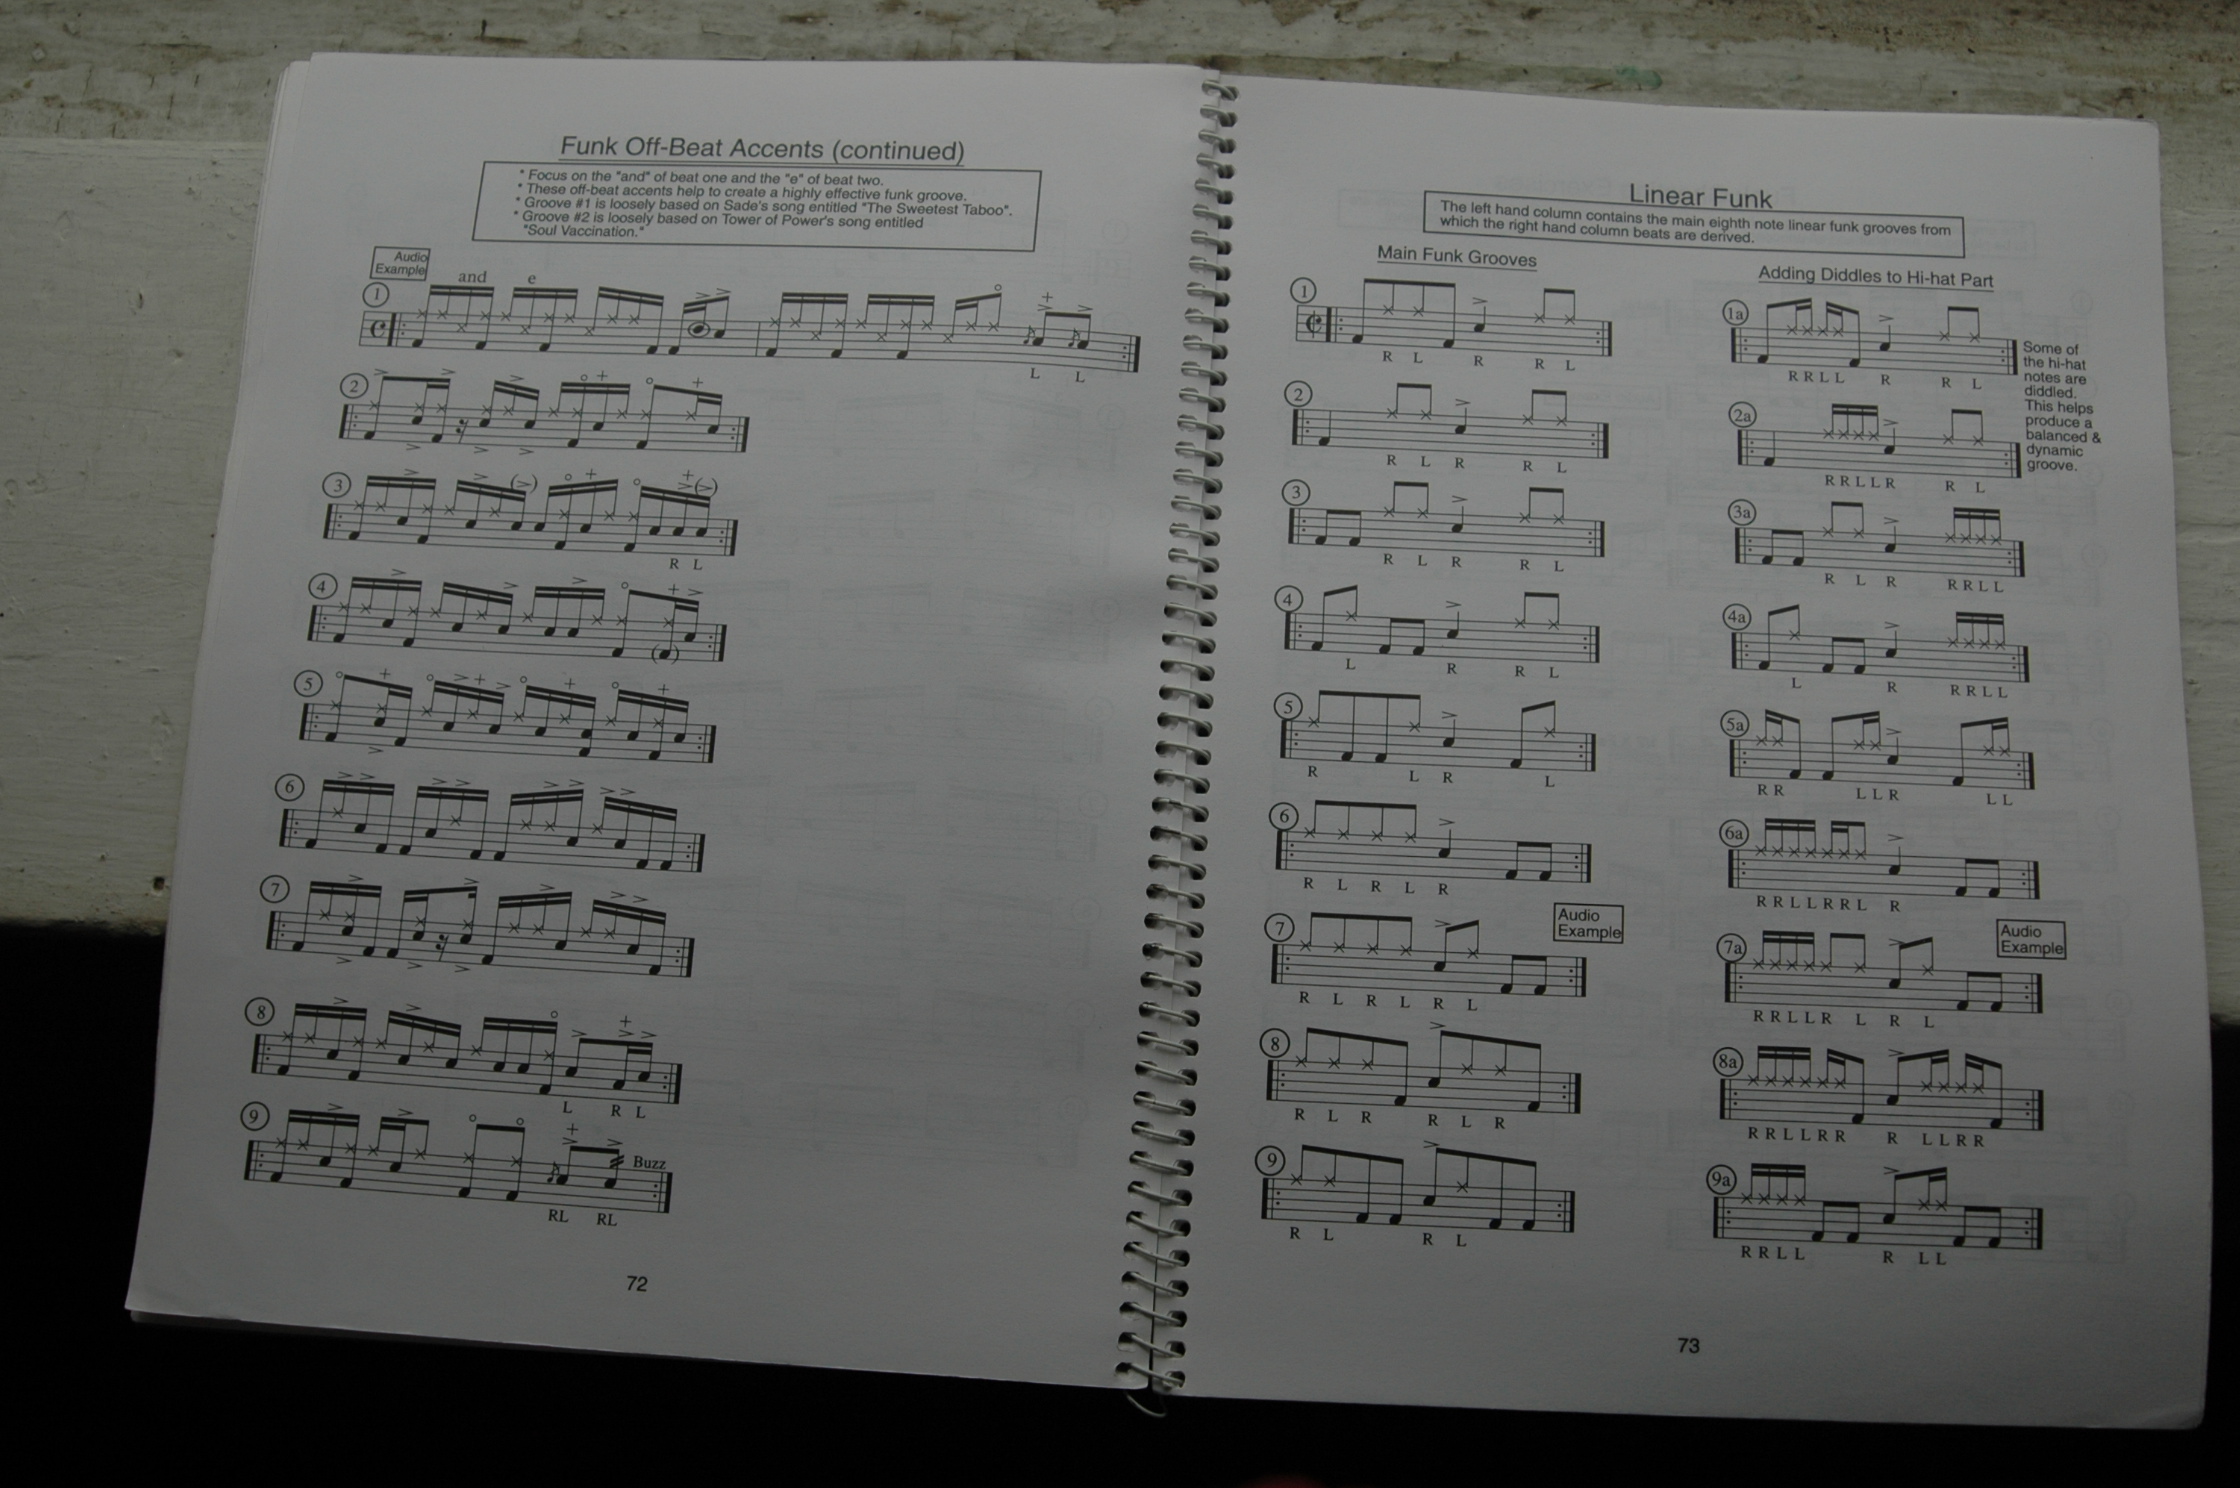 Funk Off-Beat Accents (continued)
* Focus on the "and" of beat one and the "e" of beat two.
* These off-beat accents help to create a highly effective funk groove.
* Groove #1 is loosely based on Sade's song entitled "The Sweetest Taboo".
* Groove #2 is loosely based on Tower of Power's song entitled
"Soul Vaccination."
Audio
Example
and e
1
L L
2
3
R L
4
5
6
7
8
L R L
9
Buzz
RL RL
72
Linear Funk
The left hand column contains the main eighth note linear funk grooves from
which the right hand column beats are derived.
Main Funk Grooves
1
R L R R L
2
R L R R L
3
R L R R L
4
L R R L
5
R L R L
6
R L R L R
Audio
Example
7
R L R L R L
8
R L R R L R
9
R L R L
Adding Diddles to Hi-hat Part
1a
R R L L R R L
Some of
the hi-hat
notes are
diddled.
This helps
produce a
balanced &
dynamic
groove.
2a
R R L L R R L
3a
R L R R R L L
4a
L R R R L L
5a
R R L L R L L
6a
R R L L R R L R
Audio
Example
7a
R R L L R L R L
8a
R R L L R R R L L R R
9a
R R L L R L L
73